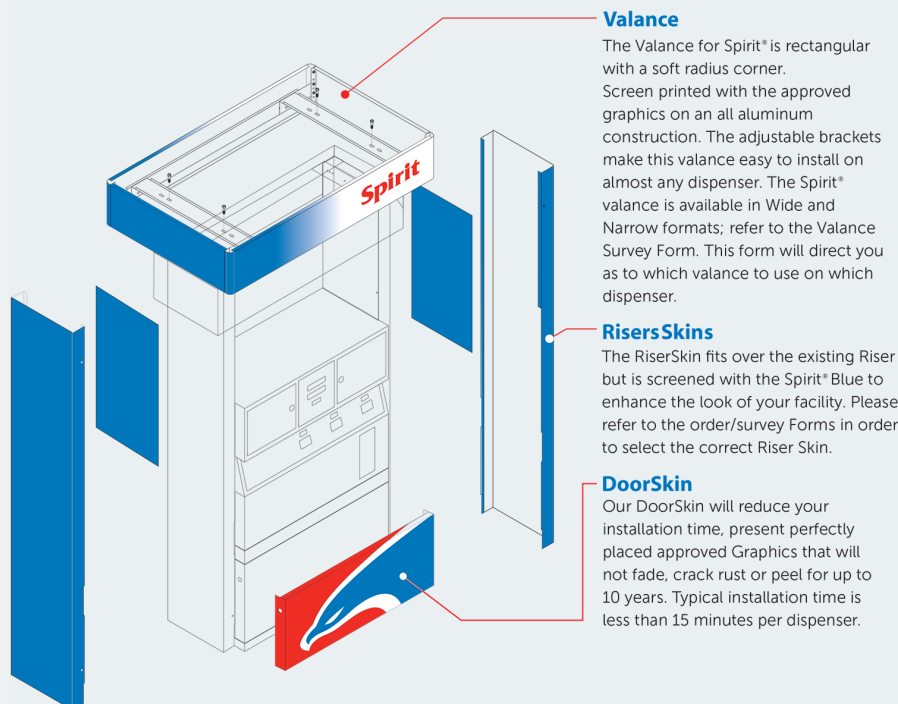 Valance
The Valance for Spirit® is rectangular
with a soft radius corner.
Screen printed with the approved
graphics on an all aluminum
construction. The adjustable brackets
make this valance easy to install on
almost any dispenser. The Spirit®
valance is available in Wide and
Narrow formats; refer to the Valance
Survey Form. This form will direct you
as to which valance to use on which
dispenser.
Spirit
RisersSkins
The RiserSkin fits over the existing Riser
but is screened with the Spirit® Blue to
enhance the look of your facility. Please
refer to the order/survey Forms in order
to select the correct Riser Skin.
DoorSkin
Our DoorSkin will reduce your
installation time, present perfectly
placed approved Graphics that will
not fade, crack rust or peel for up to
10 years. Typical installation time is
less than 15 minutes per dispenser.